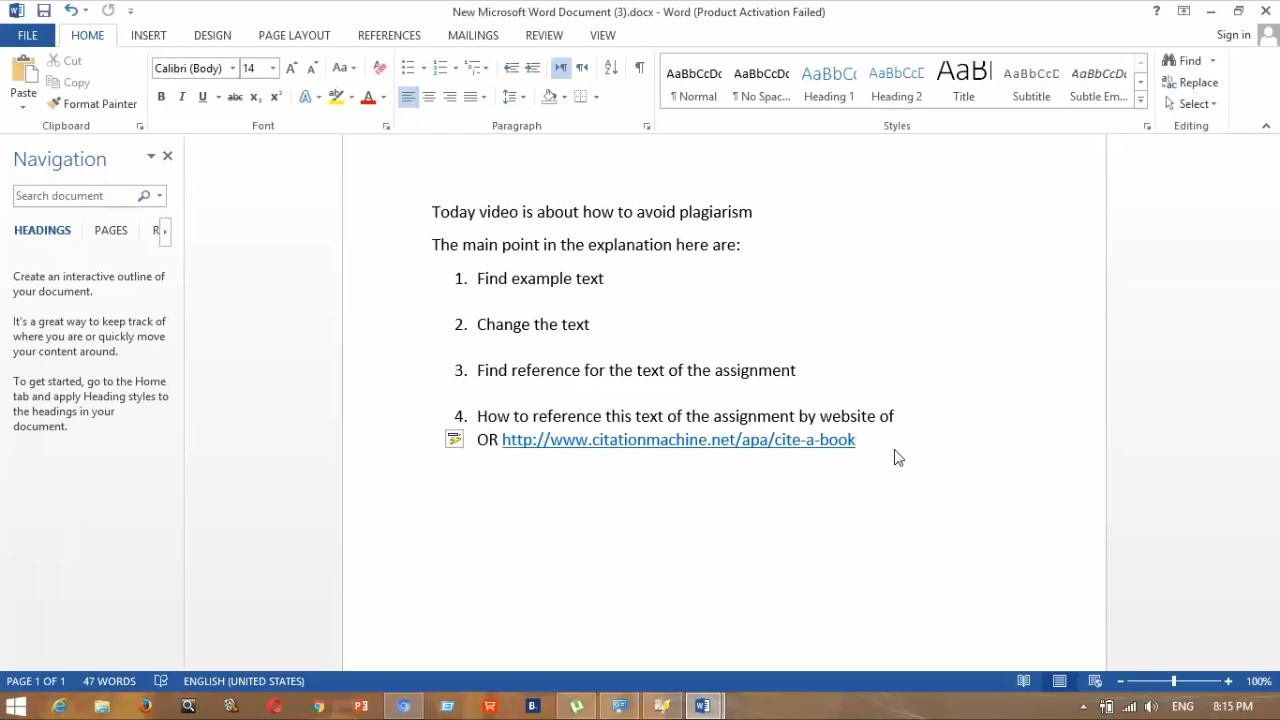 New Microsoft Word Document (3).docx - Word (Product Activation Failed)
FILE HOME INSERT DESIGN PAGE LAYOUT REFERENCES MAILINGS REVIEW VIEW Sign in
Paste Cut Copy Format Painter
Calibri (Body) 14
AaBbCcDc AaBbCcDc AaBbCc AaBbCcE AaB AaBbCcD AaBbCcDc
¶ Normal ¶ No Spac... Heading 1 Heading 2 Title Subtitle Subtle Em...
Find Replace Select
Clipboard Font Paragraph Styles Editing
Navigation
Search document
HEADINGS PAGES R
Create an interactive outline of
your document.
It's a great way to keep track of
where you are or quickly move
your content around.
To get started, go to the Home
tab and apply Heading styles to
the headings in your
document.
Today video is about how to avoid plagiarism
The main point in the explanation here are:
1. Find example text
2. Change the text
3. Find reference for the text of the assignment
4. How to reference this text of the assignment by website of
OR http://www.citationmachine.net/apa/cite-a-book
PAGE 1 OF 1 47 WORDS ENGLISH (UNITED STATES) 100%
ENG 8:15 PM